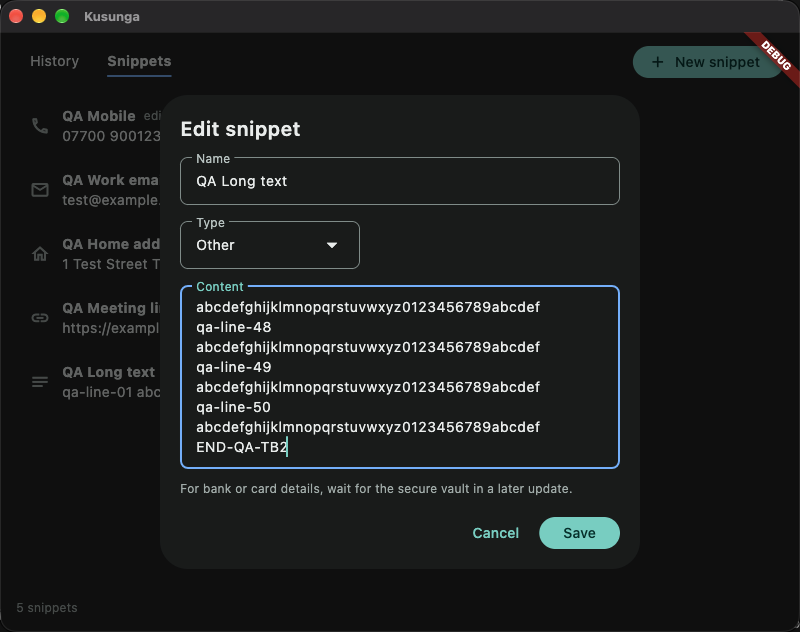 Kusunga
History
Snippets
+ New snippet
DEBUG
QA Mobile edi
07700 900123
QA Work ema
test@example.
QA Home add
1 Test Street T
QA Meeting li
https://exampl
QA Long text
qa-line-01 abc
Edit snippet
Name
QA Long text
Type
Other
Content
abcdefghijklmnopqrstuvwxyz0123456789abcdef
qa-line-48
abcdefghijklmnopqrstuvwxyz0123456789abcdef
qa-line-49
abcdefghijklmnopqrstuvwxyz0123456789abcdef
qa-line-50
abcdefghijklmnopqrstuvwxyz0123456789abcdef
END-QA-TB2
For bank or card details, wait for the secure vault in a later update.
Cancel
Save
5 snippets